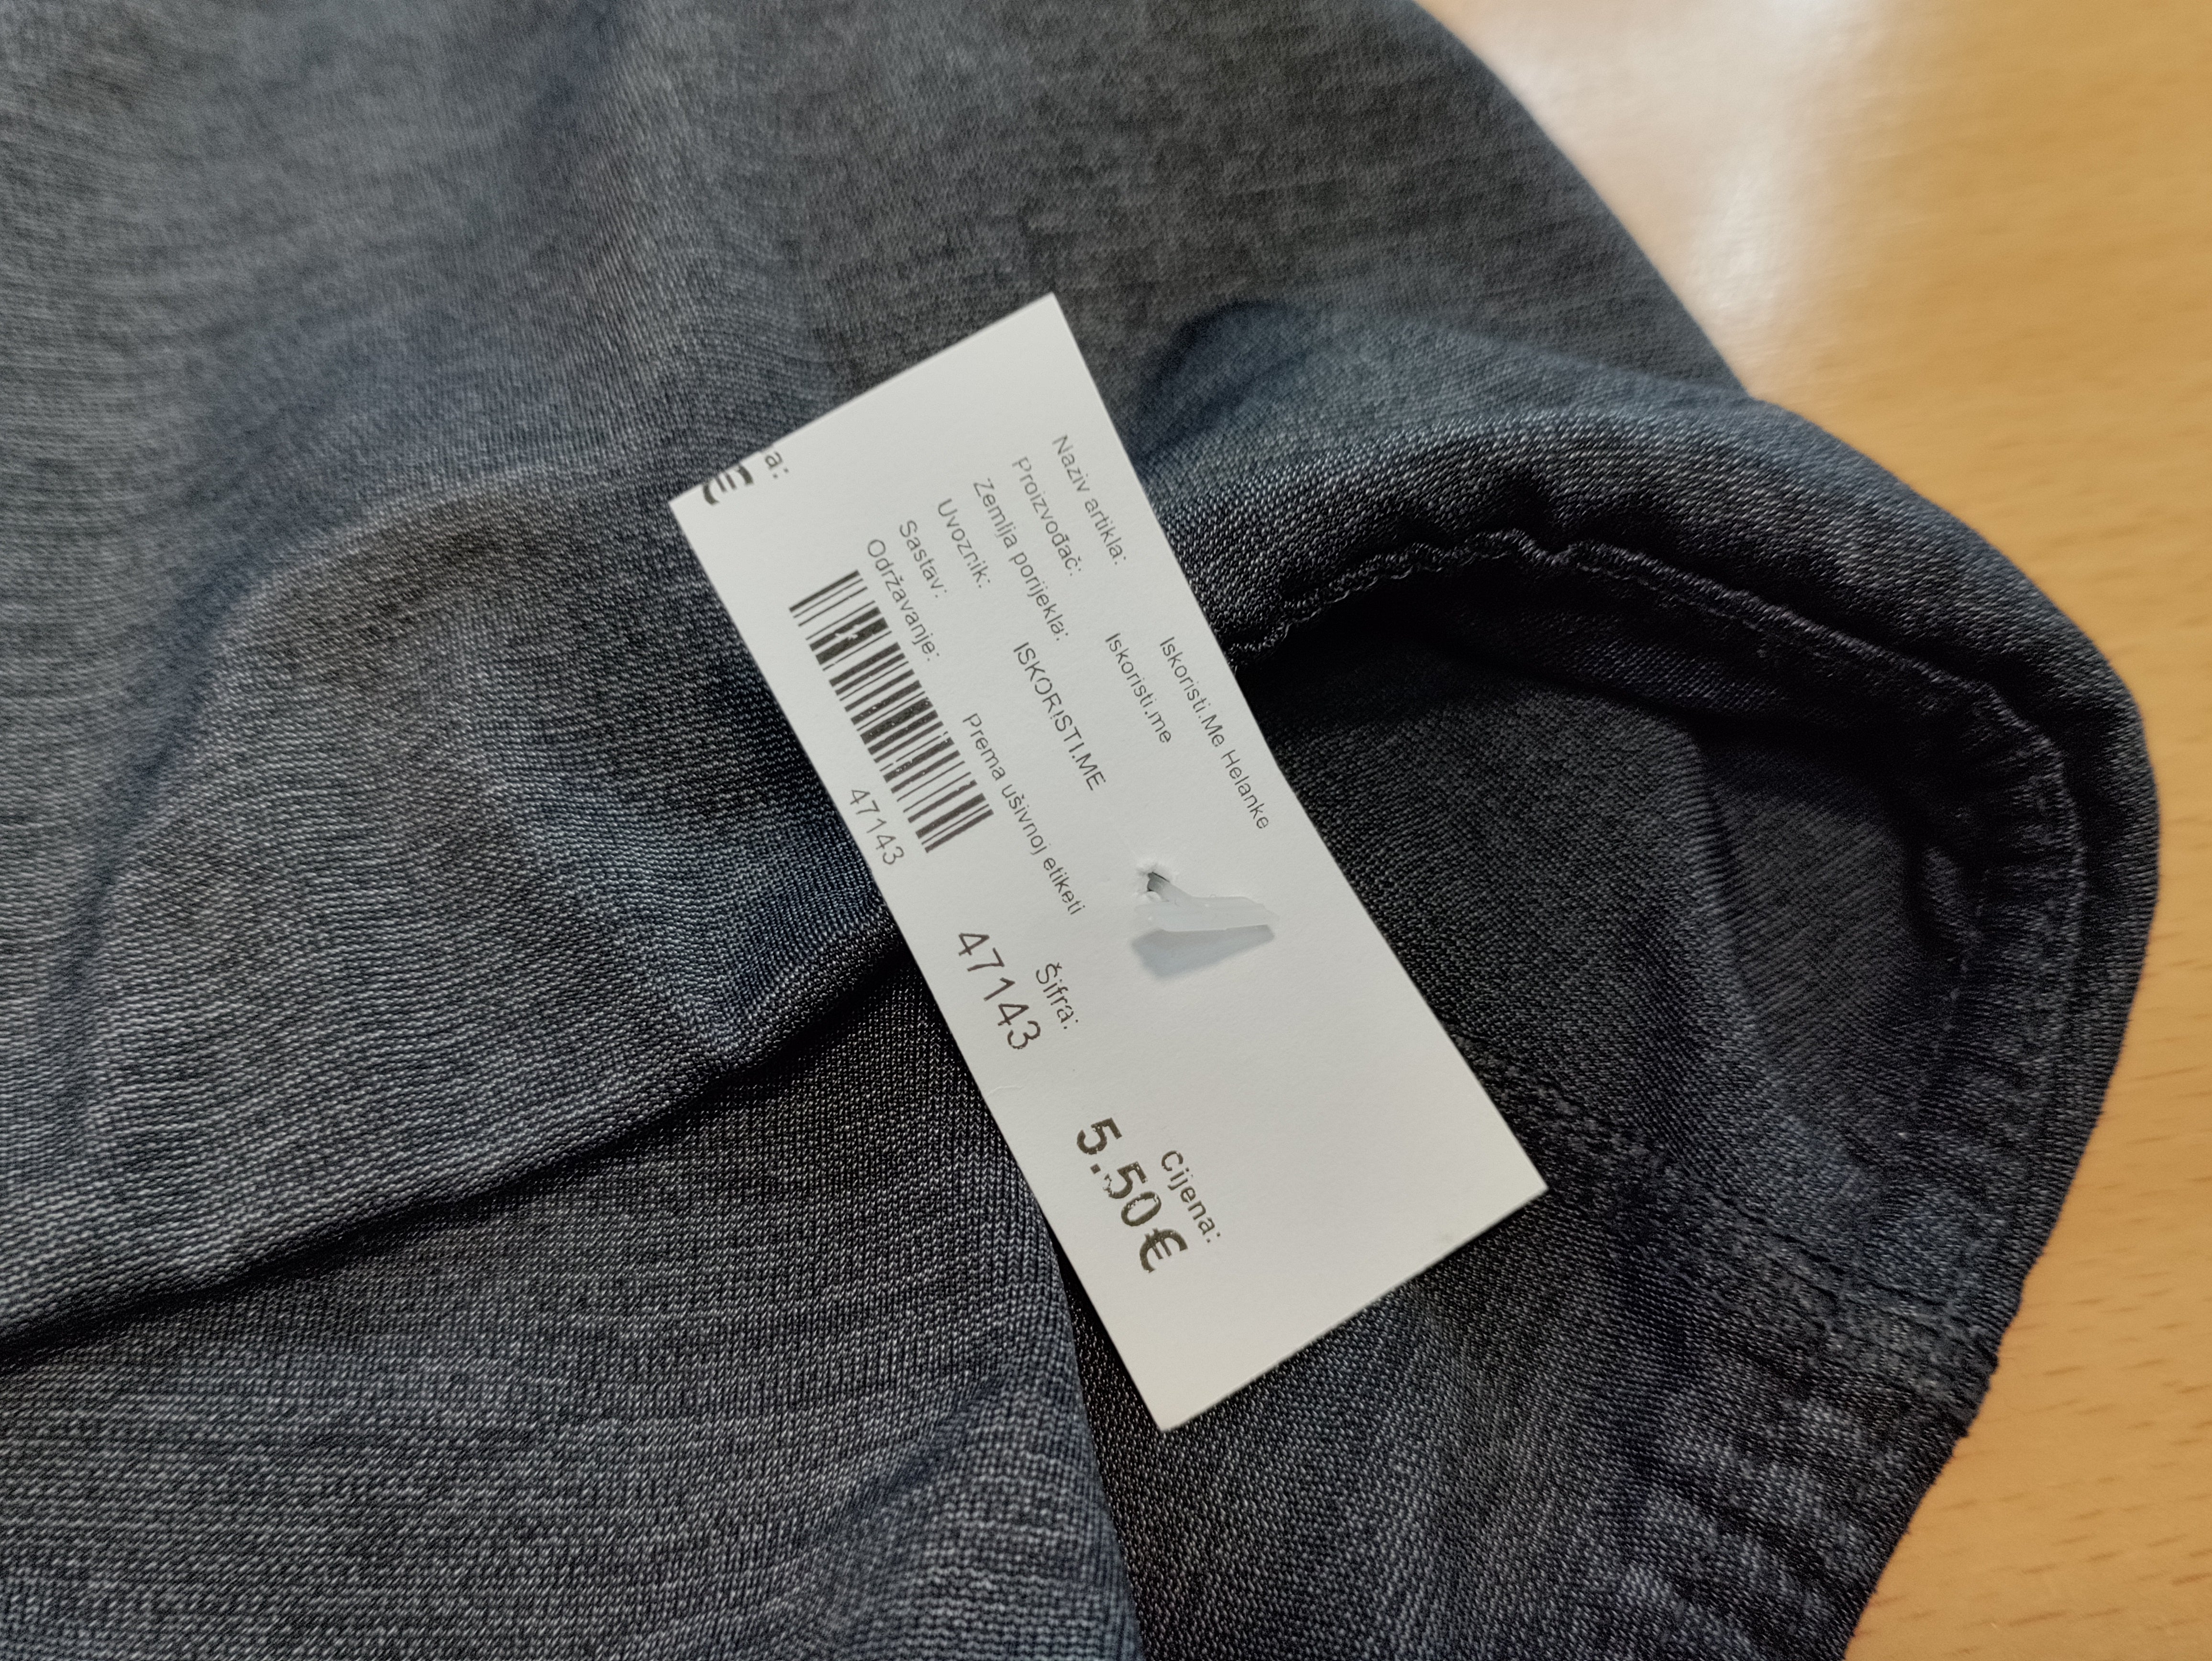 a:
€
Naziv artikla: Iskoristi.Me Helanke
Proizvođač: Iskoristi.me
Zemlja porijekla:
Uvoznik: ISKORISTI.ME
Sastav:
Održavanje: Prema ušivnoj etiketi
47143
Šifra:
47143
Cijena:
5.50€